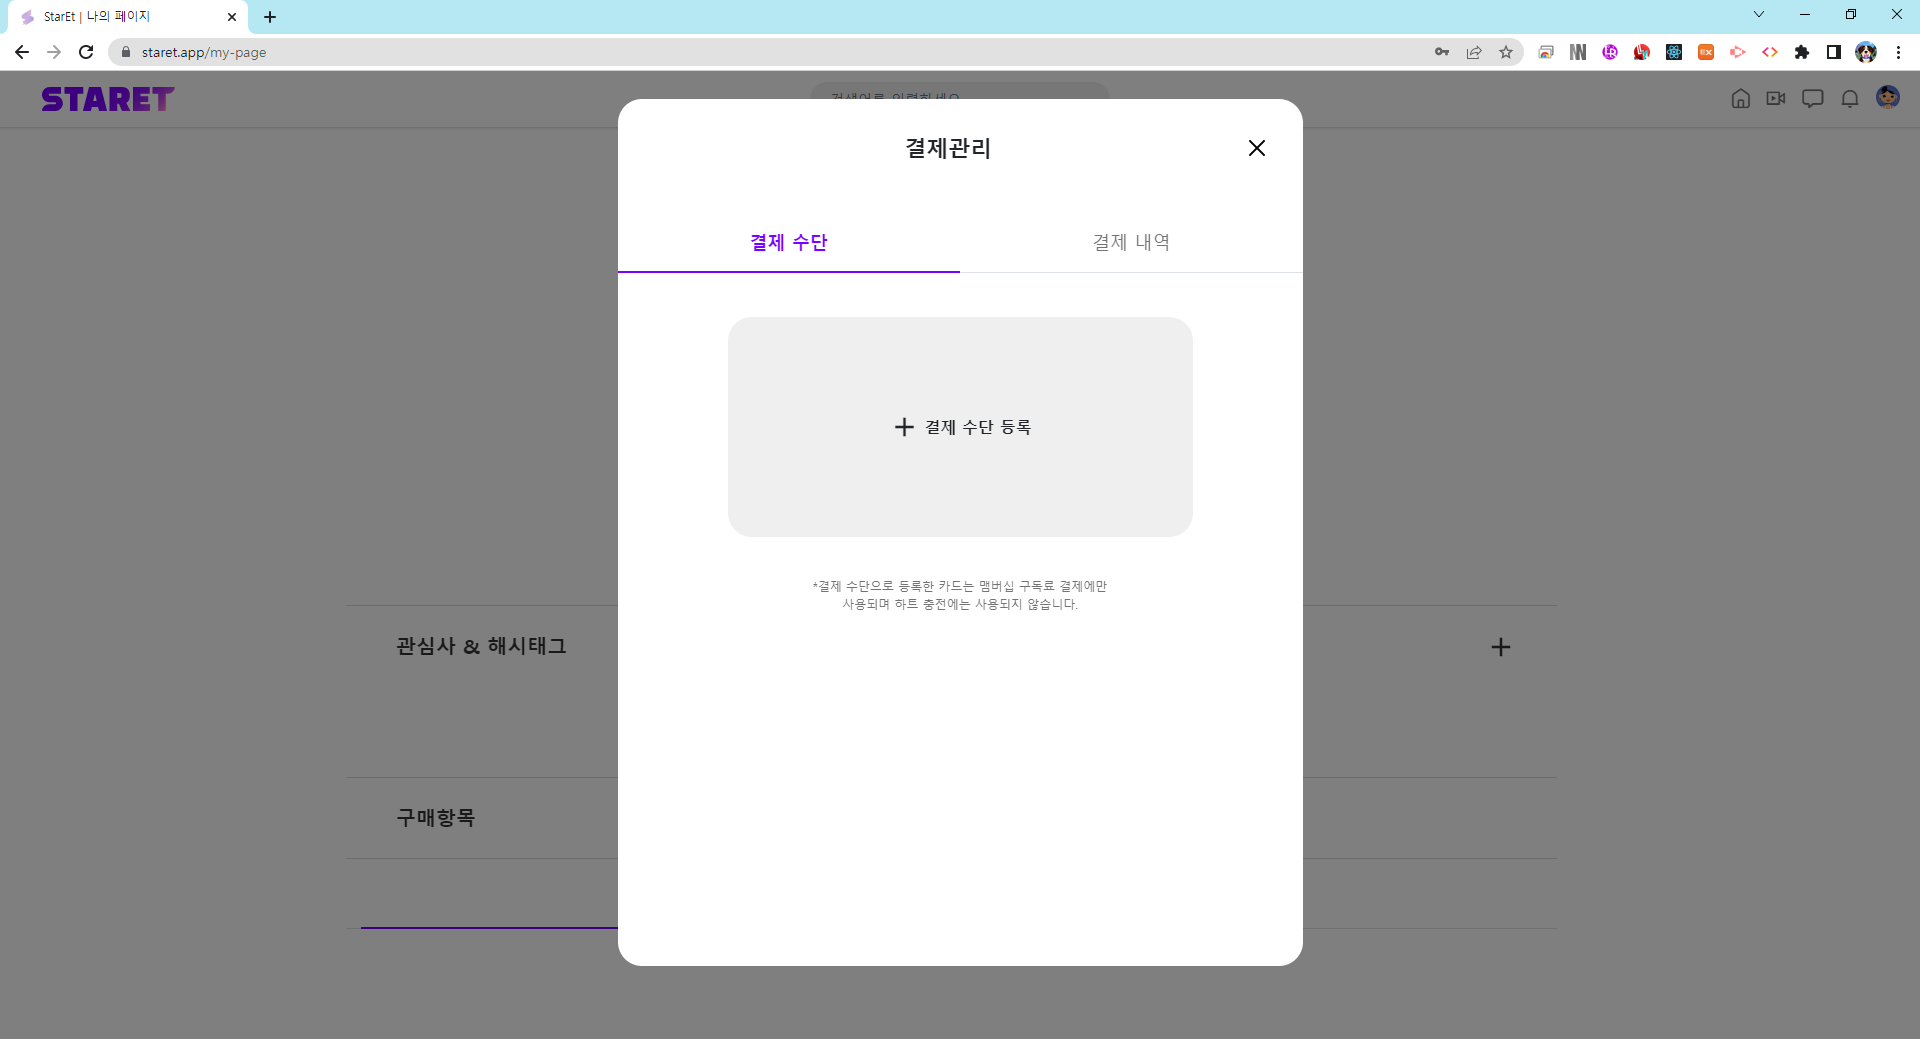 StarEt | 나의 페이지
staret.app/my-page
STARET
검색어를 입력하세요
결제관리
결제 수단
결제 내역
결제 수단 등록
*결제 수단으로 등록한 카드는 맴버십 구독료 결제에만
사용되며 하트 충전에는 사용되지 않습니다.
관심사 & 해시태그
구매항목